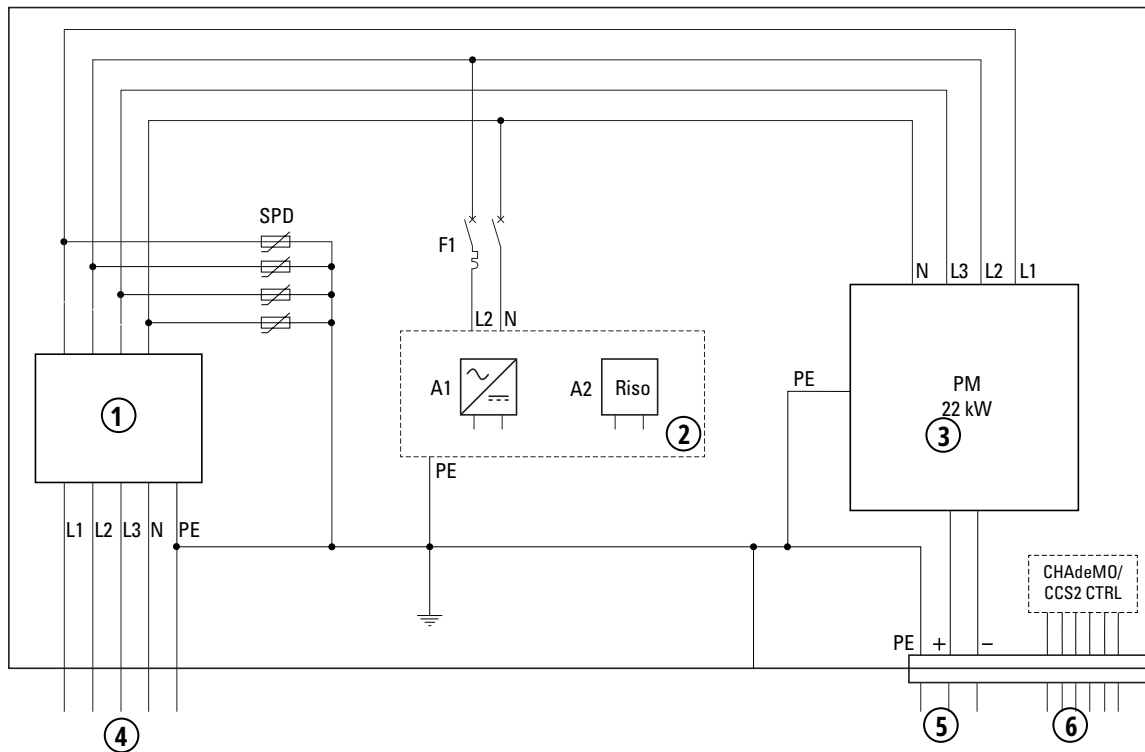 SPD
F1
N L3 L2 L1
L2 N
A1
A2 Riso
PE
PM
22 kW
1
2
3
PE
L1 L2 L3 N PE
CHAdeMO/
CCS2 CTRL
PE + –
4
5
6